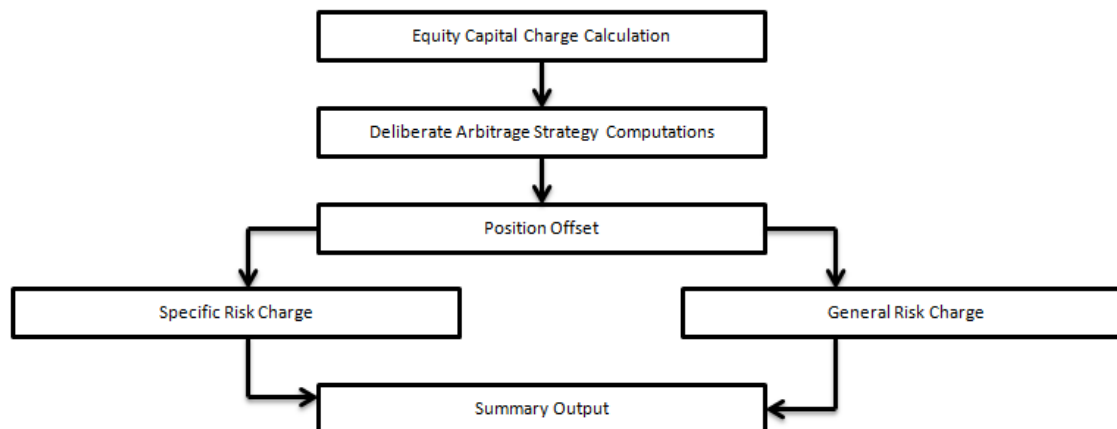 Equity Capital Charge Calculation
Deliberate Arbitrage Strategy Computations
Position Offset
Specific Risk Charge
General Risk Charge
Summary Output